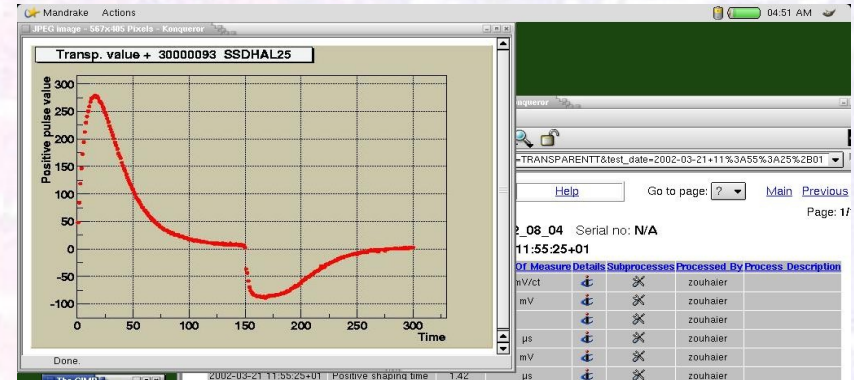 Mandrake Actions 04:51 AM
JPEG image - 567x405 Pixels - Konqueror
Transp. value + 30000093 SSDHAL25
Positive pulse value
300
250
200
150
100
50
0
-50
-100
0 50 100 150 200 250 300
Time
Done.
nqueror
=TRANSPARENTT&test_date=2002-03-21+11%3A55%3A25%2B01
Help Go to page: ? Main Previous
Page: 1/
_08_04 Serial no: N/A
11:55:25+01
Of Measure Details Subprocesses Processed By Process Description
mV/ct zouhaier
mV zouhaier
zouhaier
µs zouhaier
mV zouhaier
2002-03-21 11:55:25+01 Positive shaping time 1.42 µs zouhaier
The GIMP